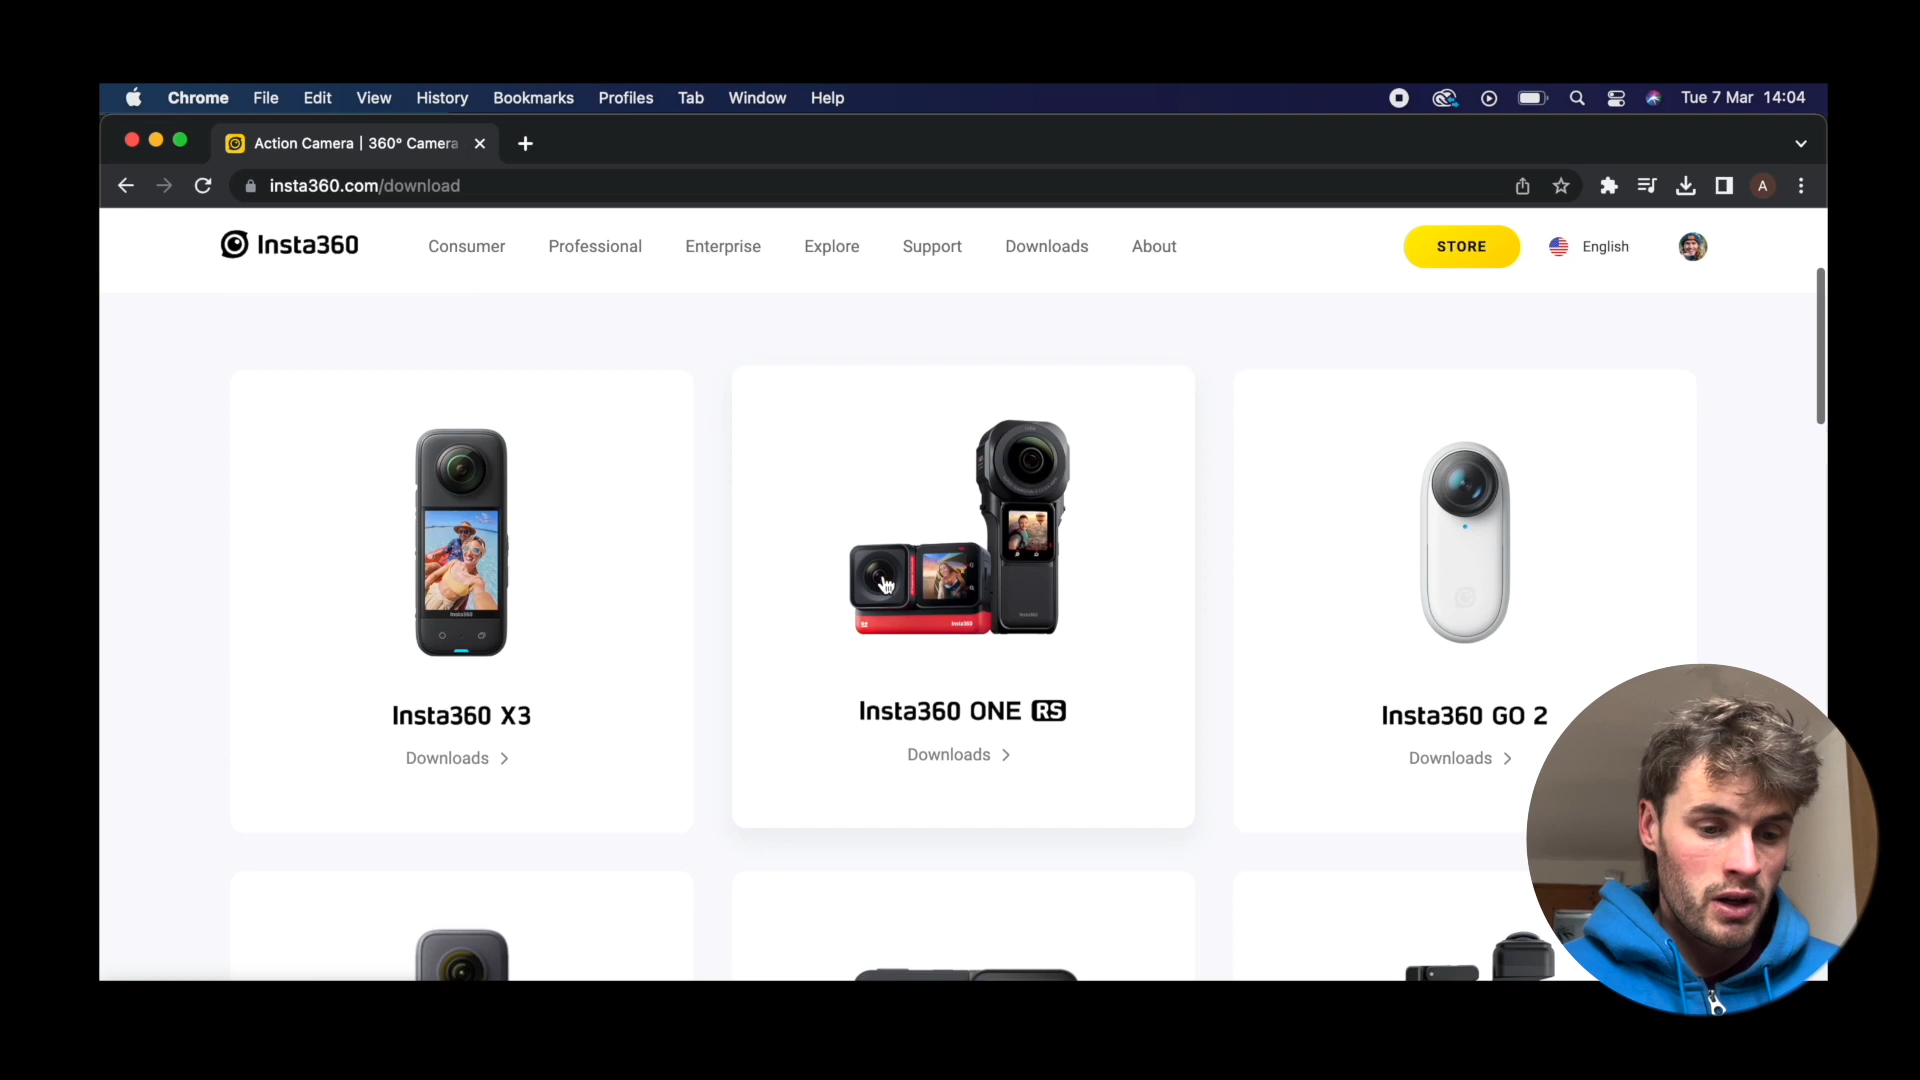 Chrome File Edit View History Bookmarks Profiles Tab Window Help Tue 7 Mar 14:04
Action Camera | 360° Camera
insta360.com/download A
Insta360 Consumer Professional Enterprise Explore Support Downloads About STORE English
Insta360 X3
Downloads
Insta360 ONE RS
Downloads
Insta360 GO 2
Downloads